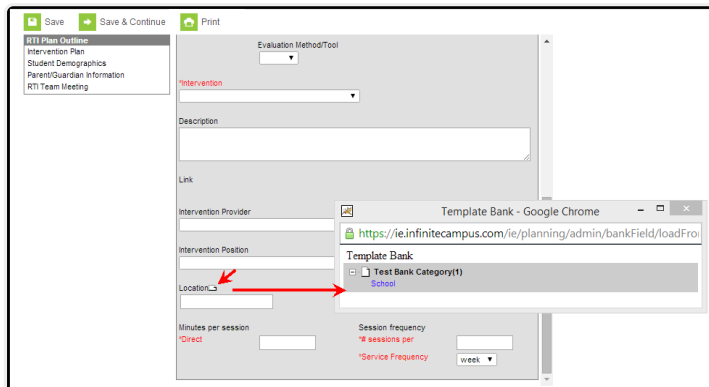 Save
Save & Continue
Print
RTI Plan Outline
Intervention Plan
Student Demographics
Parent/Guardian Information
RTI Team Meeting
Evaluation Method/Tool
*Intervention
Description
Link
Intervention Provider
Intervention Position
Location
Minutes per session
*Direct
Session frequency
*# sessions per
*Service Frequency
week
Template Bank - Google Chrome
https://ie.infinitecampus.com/ie/planning/admin/bankField/loadFro
Template Bank
Test Bank Category(1)
School